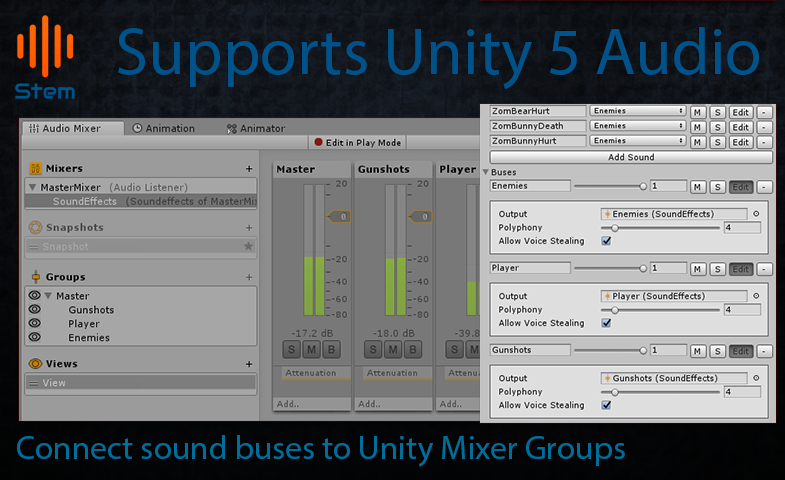 Stem
Supports Unity 5 Audio
Audio Mixer
Animation
Animator
Edit in Play Mode
Mixers +
MasterMixer (Audio Listener)
SoundEffects (Soundeffects of MasterMi
Snapshots +
Snapshot
Groups +
Master
Gunshots
Player
Enemies
Views +
View
Master
20
0
-20
-40
-60
-80
-17.2 dB
S M B
Attenuation
Add..
Gunshots
20
0
-20
-40
-60
-80
-18.0 dB
S M B
Attenuation
Add..
Player
-39.8
S M
Attenuation
Add..
ZomBearHurt Enemies M S Edit -
ZomBunnyDeath Enemies M S Edit -
ZomBunnyHurt Enemies M S Edit -
Add Sound
Buses
Enemies 1 M S Edit -
Output Enemies (SoundEffects)
Polyphony 4
Allow Voice Stealing
Player 1 M S Edit -
Output Player (SoundEffects)
Polyphony 4
Allow Voice Stealing
Gunshots 1 M S Edit -
Output Gunshots (SoundEffects)
Polyphony 4
Allow Voice Stealing
Connect sound buses to Unity Mixer Groups